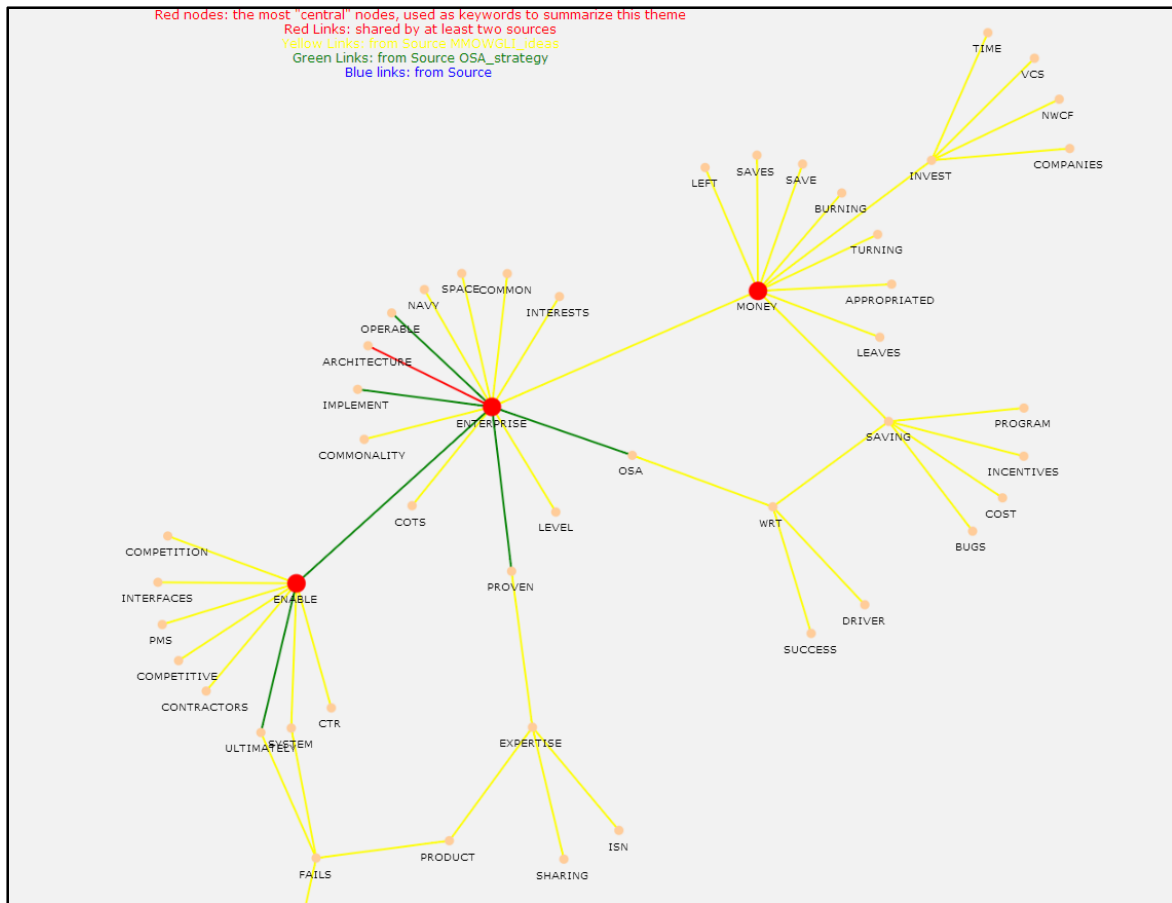 Red nodes: the most "central" nodes, used as keywords to summarize this theme
Red Links: shared by at least two sources
Yellow Links: from Source MMOWGLI_ideas
Green Links: from Source OSA_strategy
Blue links: from Source
TIME
VCS
NWCF
COMPANIES
INVEST
LEFT
SAVES
SAVE
BURNING
TURNING
APPROPRIATED
MONEY
LEAVES
SPACE
COMMON
NAVY
INTERESTS
OPERABLE
ARCHITECTURE
IMPLEMENT
ENTERPRISE
COMMONALITY
OSA
COTS
LEVEL
PROGRAM
SAVING
INCENTIVES
COST
WRT
BUGS
COMPETITION
INTERFACES
ENABLE
PROVEN
PMS
DRIVER
SUCCESS
COMPETITIVE
CONTRACTORS
CTR
ULTIMATELY
SYSTEM
EXPERTISE
ISN
PRODUCT
SHARING
FAILS